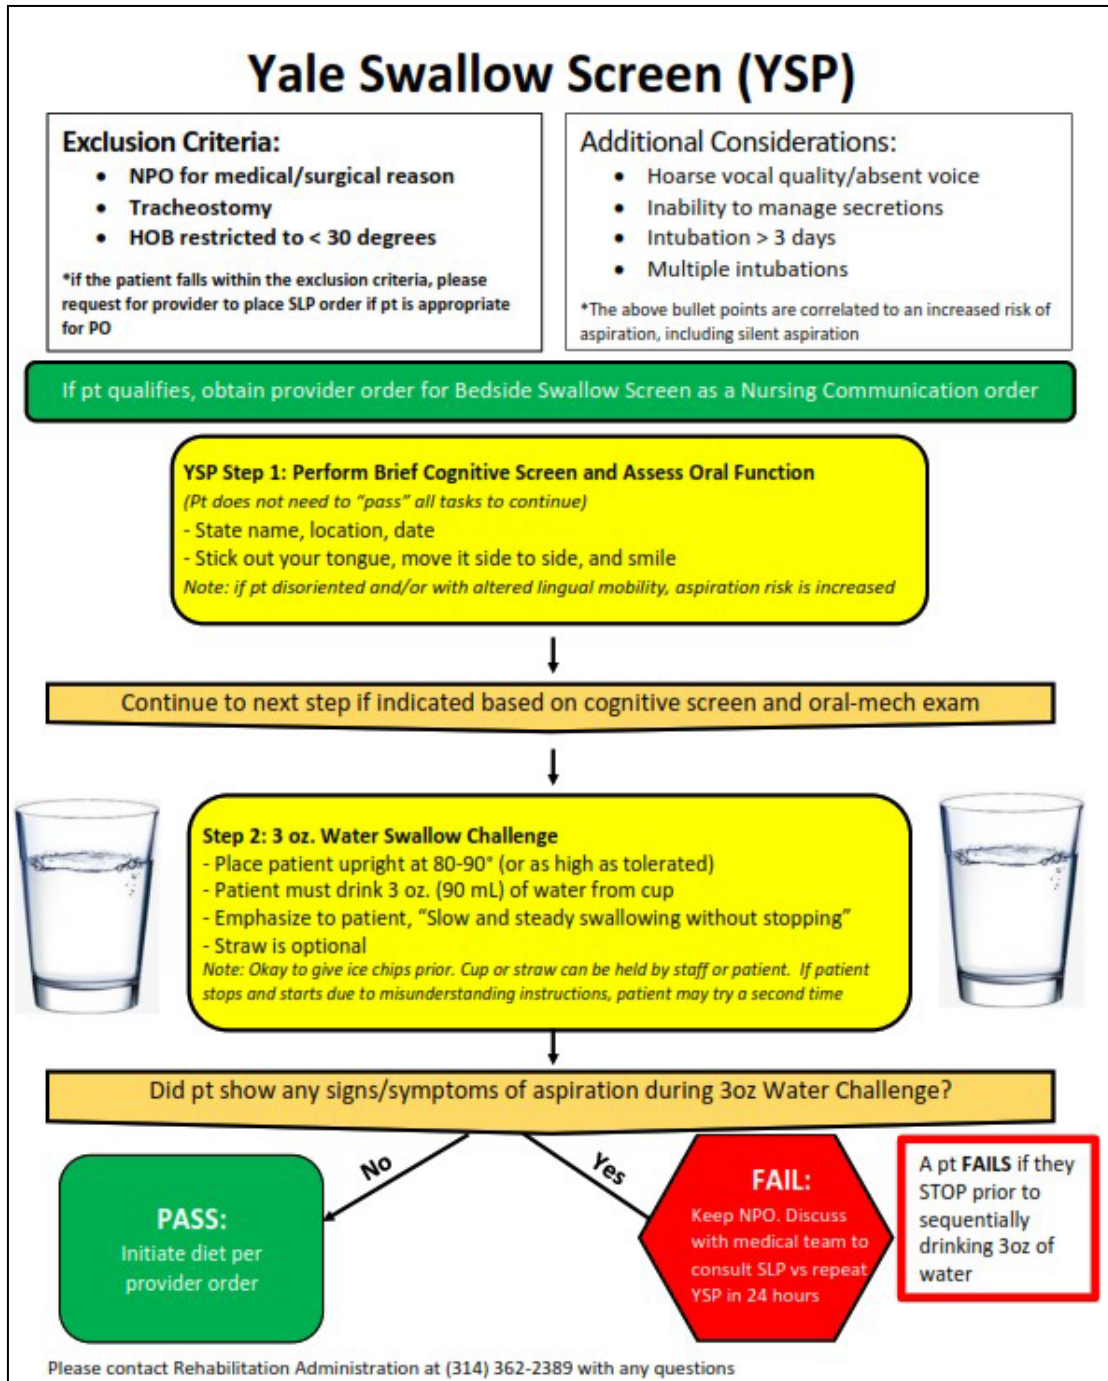 Yale Swallow Screen (YSP)
Exclusion Criteria:
• NPO for medical/surgical reason
• Tracheostomy
• HOB restricted to < 30 degrees
*if the patient falls within the exclusion criteria, please
request for provider to place SLP order if pt is appropriate
for PO
Additional Considerations:
• Hoarse vocal quality/absent voice
• Inability to manage secretions
• Intubation > 3 days
• Multiple intubations
*The above bullet points are correlated to an increased risk of
aspiration, including silent aspiration
If pt qualifies, obtain provider order for Bedside Swallow Screen as a Nursing Communication order
YSP Step 1: Perform Brief Cognitive Screen and Assess Oral Function
(Pt does not need to “pass” all tasks to continue)
- State name, location, date
- Stick out your tongue, move it side to side, and smile
Note: if pt disoriented and/or with altered lingual mobility, aspiration risk is increased
Continue to next step if indicated based on cognitive screen and oral-mech exam
Step 2: 3 oz. Water Swallow Challenge
- Place patient upright at 80-90° (or as high as tolerated)
- Patient must drink 3 oz. (90 mL) of water from cup
- Emphasize to patient, “Slow and steady swallowing without stopping”
- Straw is optional
Note: Okay to give ice chips prior. Cup or straw can be held by staff or patient. If patient
stops and starts due to misunderstanding instructions, patient may try a second time
Did pt show any signs/symptoms of aspiration during 3oz Water Challenge?
No
Yes
PASS:
Initiate diet per
provider order
FAIL:
Keep NPO. Discuss
with medical team to
consult SLP vs repeat
YSP in 24 hours
A pt FAILS if they
STOP prior to
sequentially
drinking 3oz of
water
Please contact Rehabilitation Administration at (314) 362-2389 with any questions